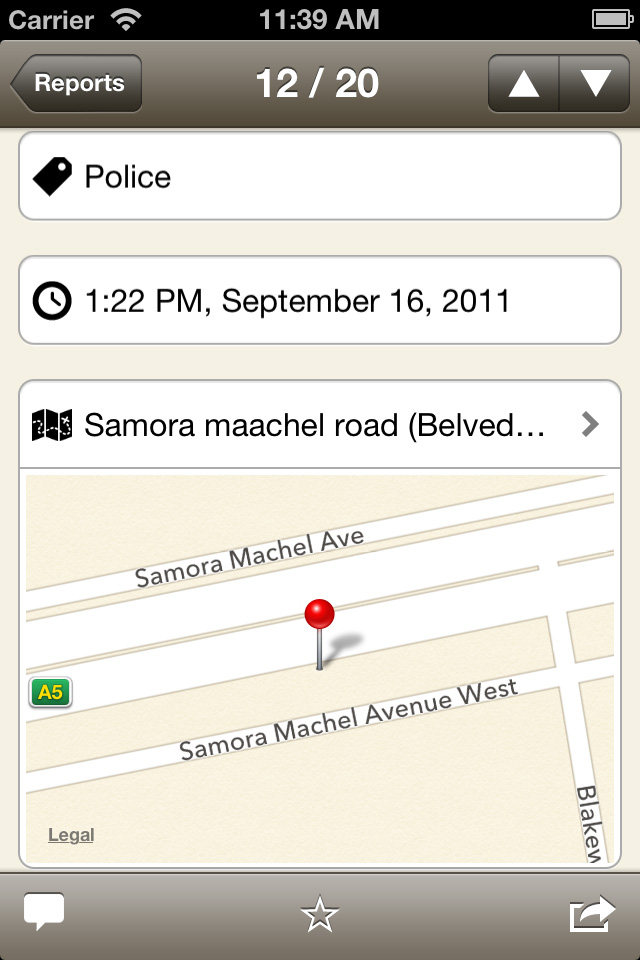 Carrier 11:39 AM
Reports 12 / 20
Police
1:22 PM, September 16, 2011
Samora maachel road (Belved...
Samora Machel Ave
A5
Samora Machel Avenue West
Blakew
Legal